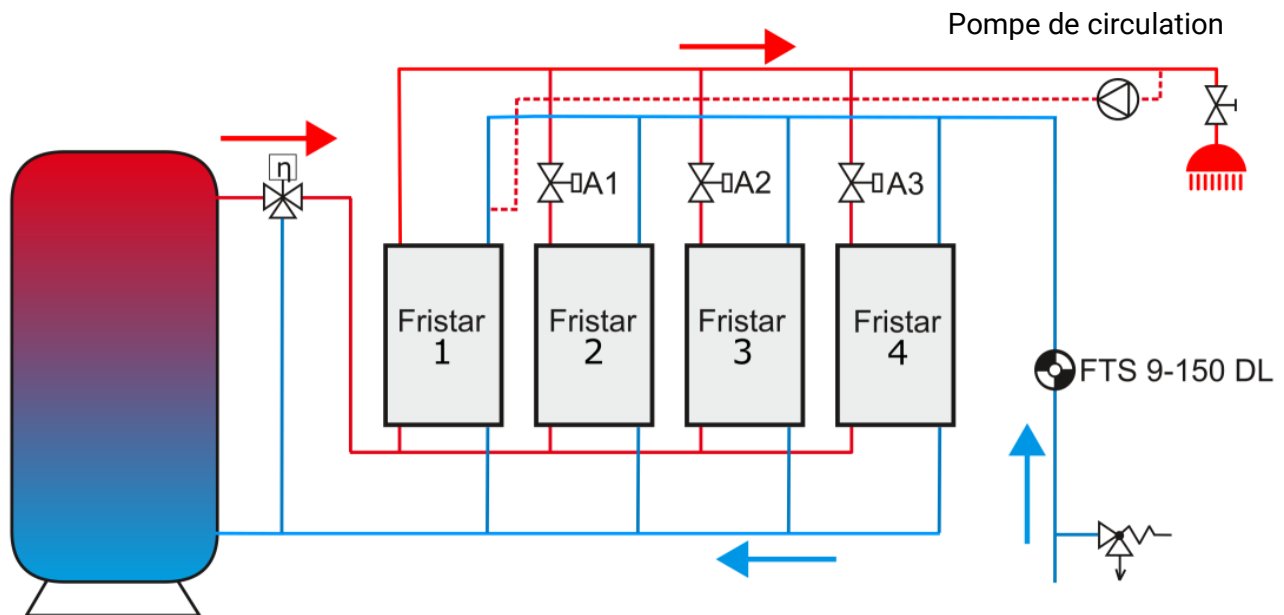 Pompe de circulation
η
A1
A2
A3
Fristar
1
Fristar
2
Fristar
3
Fristar
4
FTS 9-150 DL